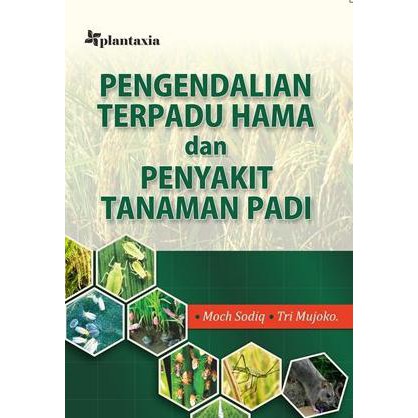 plantaxia
PENGENDALIAN
TERPADU HAMA
dan
PENYAKIT
TANAMAN PADI
• Moch Sodiq • Tri Mujoko.